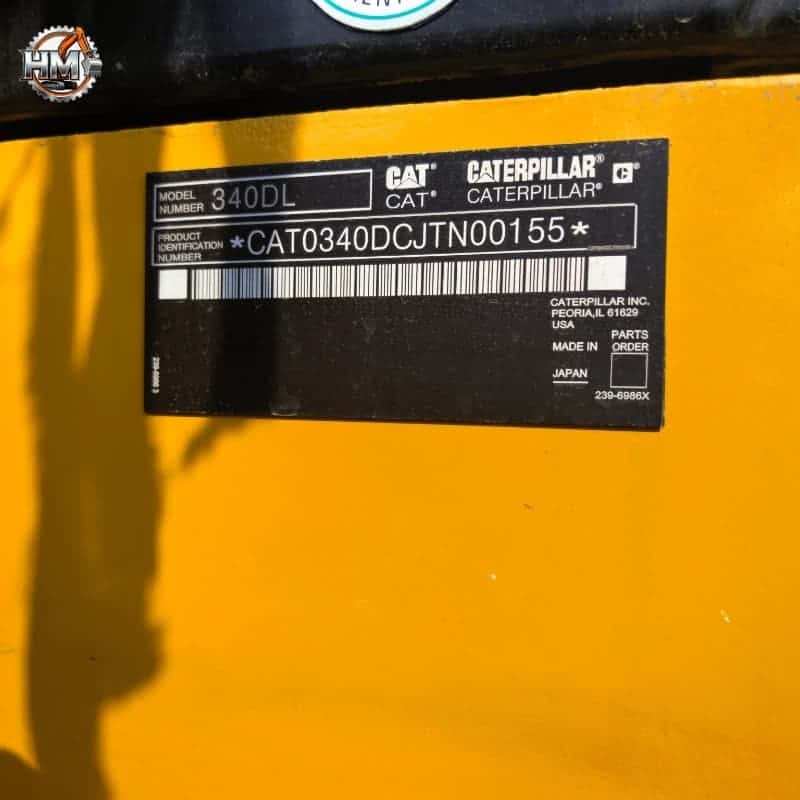 HM
MODEL NUMBER 340DL
CAT CATERPILLAR® C®
CAT® CATERPILLAR®
PRODUCT
IDENTIFICATION
NUMBER
*CAT0340DCJTN00155*
CATERPILLAR INC.
PEORIA,IL 61629
USA
PARTS
MADE IN ORDER
JAPAN
239-6986X